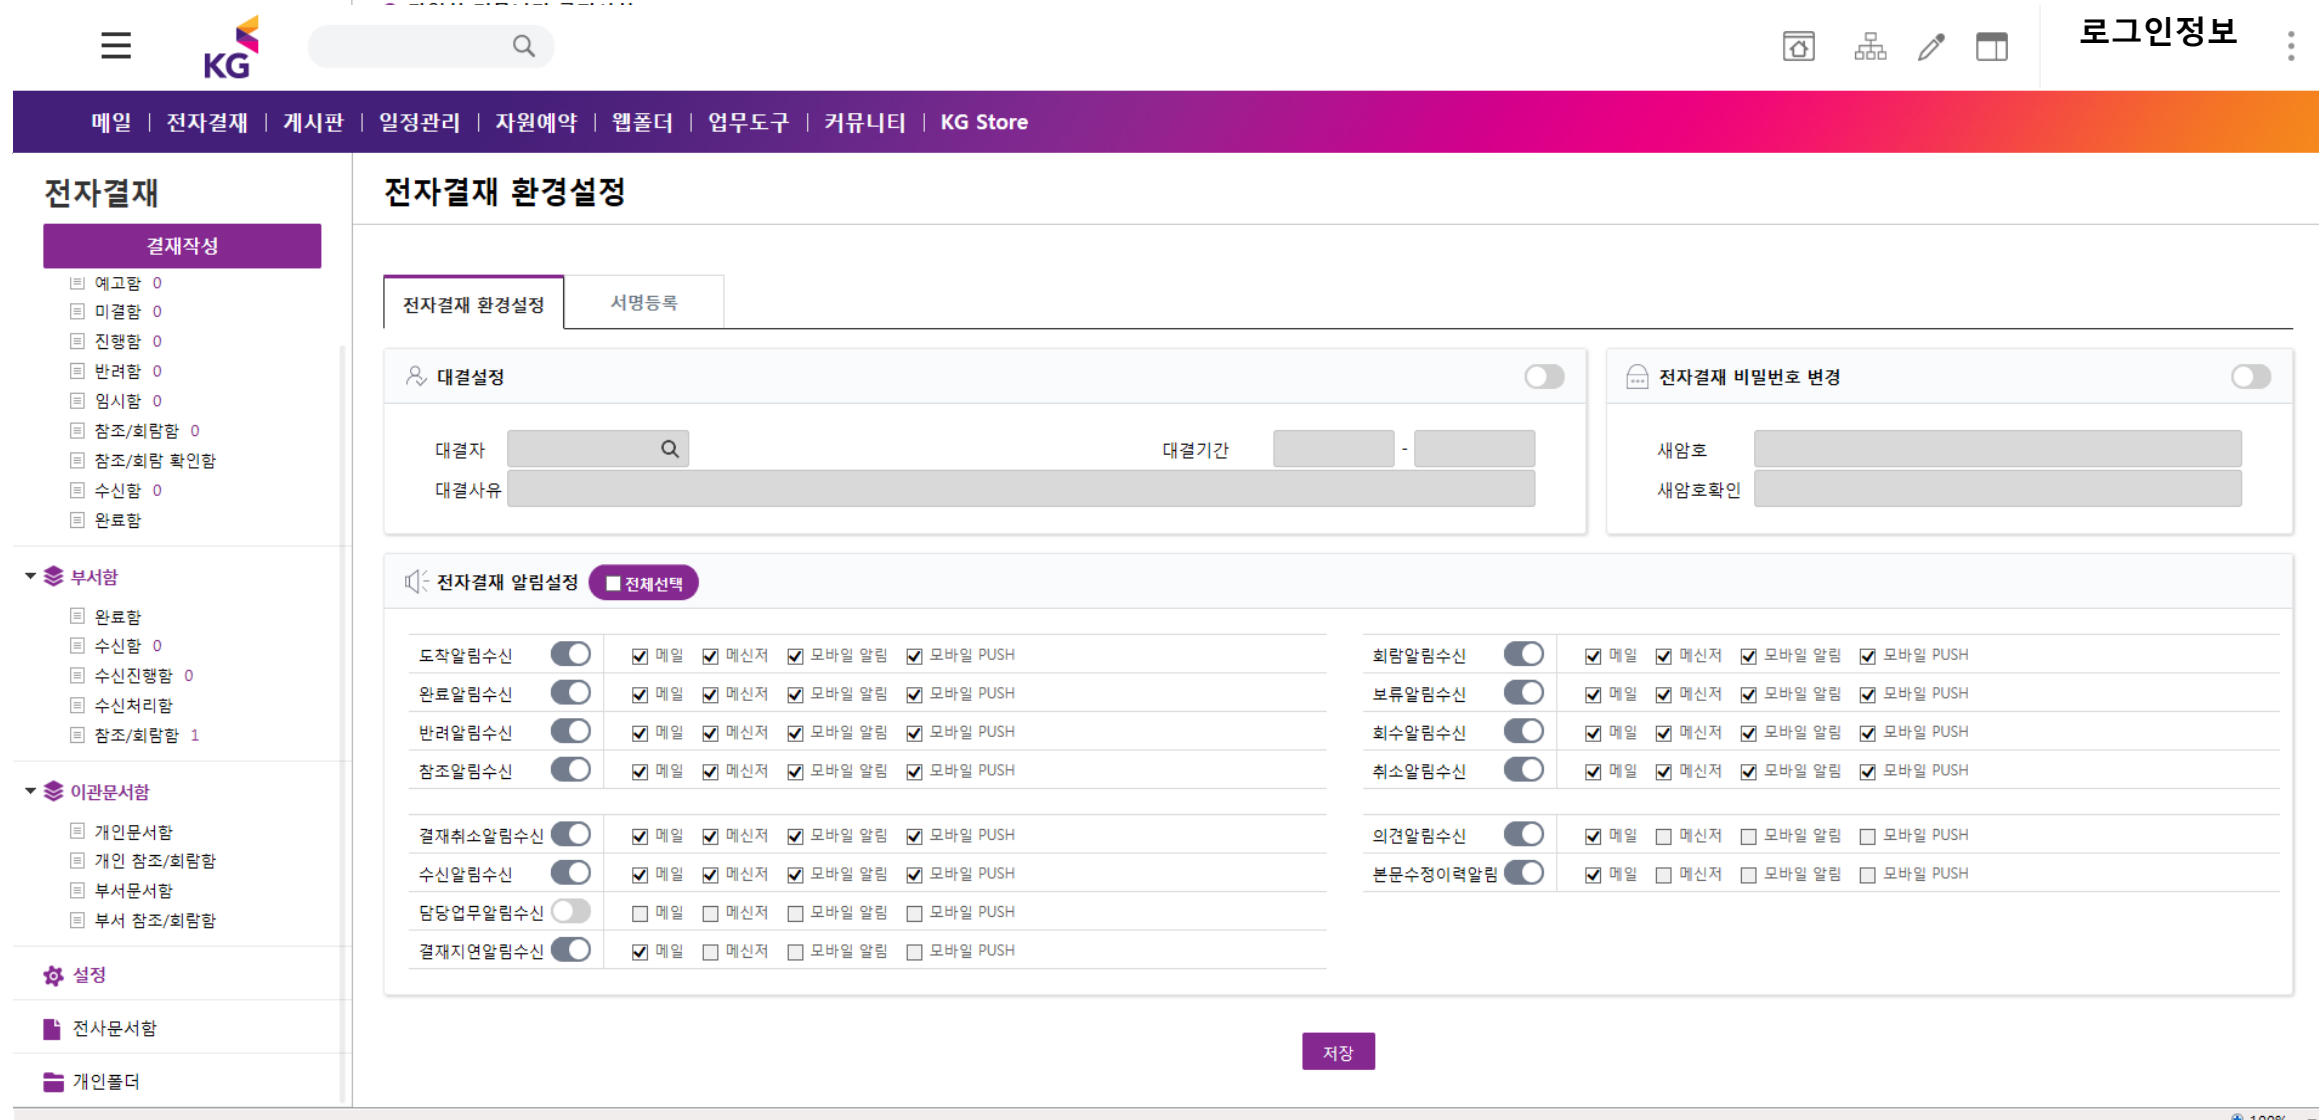 KG
로그인정보
메일 | 전자결재 | 게시판 | 일정관리 | 자원예약 | 웹폴더 | 업무도구 | 커뮤니티 | KG Store
전자결재
결재작성
예고함 0
미결함 0
진행함 0
반려함 0
임시함 0
참조/회람함 0
참조/회람 확인함
수신함 0
완료함
부서함
완료함
수신함 0
수신진행함 0
수신처리함
참조/회람함 1
이관문서함
개인문서함
개인 참조/회람함
부서문서함
부서 참조/회람함
설정
전사문서함
개인폴더
전자결재 환경설정
전자결재 환경설정 서명등록
대결설정
대결자 대결기간 -
대결사유
전자결재 비밀번호 변경
새암호
새암호확인
전자결재 알림설정 전체선택
도착알림수신 메일 메신저 모바일 알림 모바일 PUSH
완료알림수신 메일 메신저 모바일 알림 모바일 PUSH
반려알림수신 메일 메신저 모바일 알림 모바일 PUSH
참조알림수신 메일 메신저 모바일 알림 모바일 PUSH
결재취소알림수신 메일 메신저 모바일 알림 모바일 PUSH
수신알림수신 메일 메신저 모바일 알림 모바일 PUSH
담당업무알림수신 메일 메신저 모바일 알림 모바일 PUSH
결재지연알림수신 메일 메신저 모바일 알림 모바일 PUSH
회람알림수신 메일 메신저 모바일 알림 모바일 PUSH
보류알림수신 메일 메신저 모바일 알림 모바일 PUSH
회수알림수신 메일 메신저 모바일 알림 모바일 PUSH
취소알림수신 메일 메신저 모바일 알림 모바일 PUSH
의견알림수신 메일 메신저 모바일 알림 모바일 PUSH
본문수정이력알림 메일 메신저 모바일 알림 모바일 PUSH
저장
100%